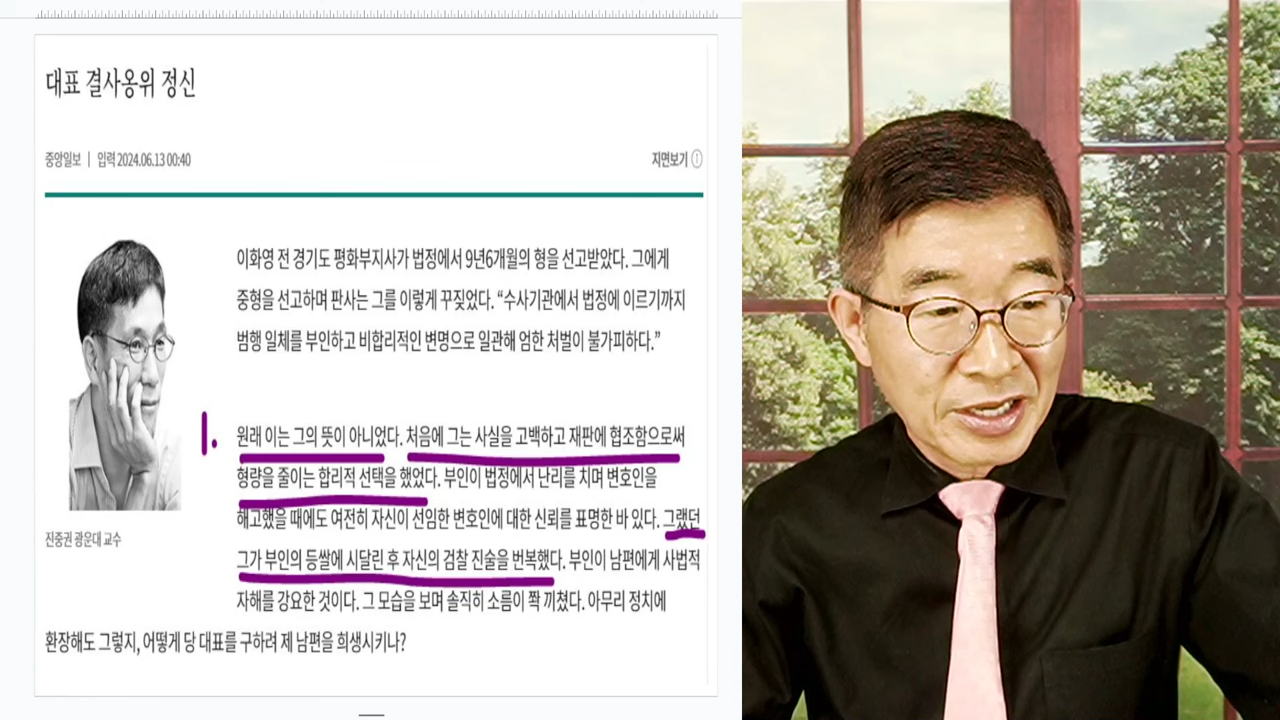 대표 결사옹위 정신
중앙일보 | 입력 2024.06.13 00:40
지면보기
이화영 전 경기도 평화부지사가 법정에서 9년6개월의 형을 선고받았다. 그에게
중형을 선고하며 판사는 그를 이렇게 꾸짖었다. “수사기관에서 법정에 이르기까지
범행 일체를 부인하고 비합리적인 변명으로 일관해 엄한 처벌이 불가피하다.”
1.
원래 이는 그의 뜻이 아니었다. 처음에 그는 사실을 고백하고 재판에 협조함으로써
형량을 줄이는 합리적 선택을 했었다. 부인이 법정에서 난리를 치며 변호인을
해고했을 때에도 여전히 자신이 선임한 변호인에 대한 신뢰를 표명한 바 있다. 그랬던
그가 부인의 등쌀에 시달린 후 자신의 검찰 진술을 번복했다. 부인이 남편에게 사법적
자해를 강요한 것이다. 그 모습을 보며 솔직히 소름이 쫙 끼쳤다. 아무리 정치에
환장해도 그렇지, 어떻게 당 대표를 구하려 제 남편을 희생시키나?
진중권 광운대 교수